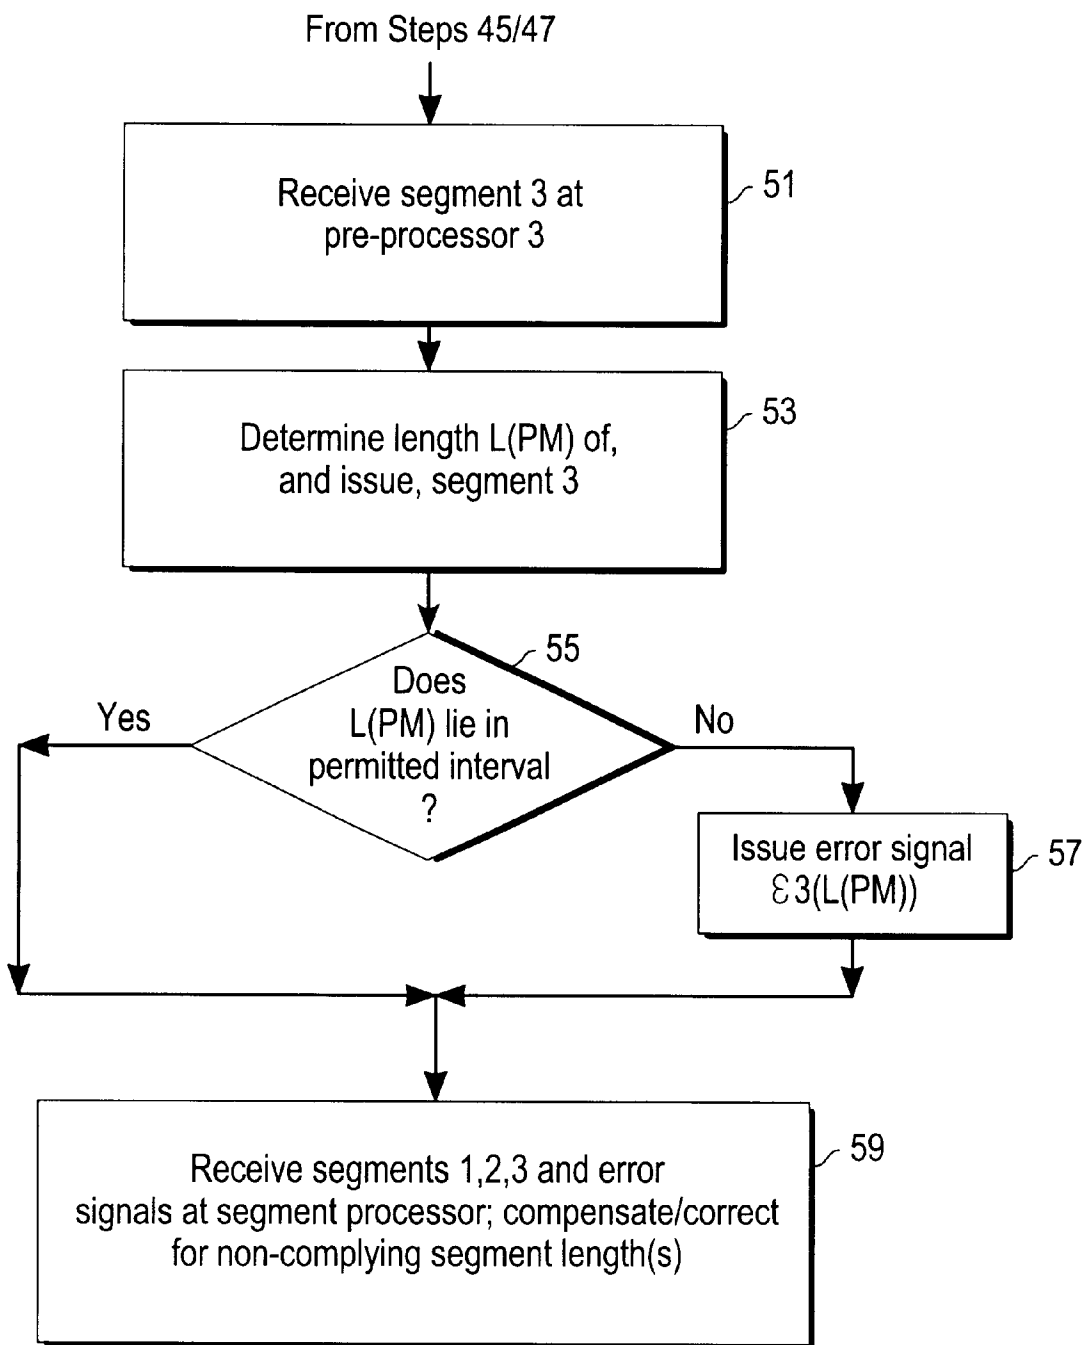 From Steps 45/47
Receive segment 3 at
pre-processor 3
51
Determine length L(PM) of,
and issue, segment 3
53
55
Does
L(PM) lie in
permitted interval
?
Yes
No
Issue error signal
ε3(L(PM))
57
Receive segments 1,2,3 and error
signals at segment processor; compensate/correct
for non-complying segment length(s)
59